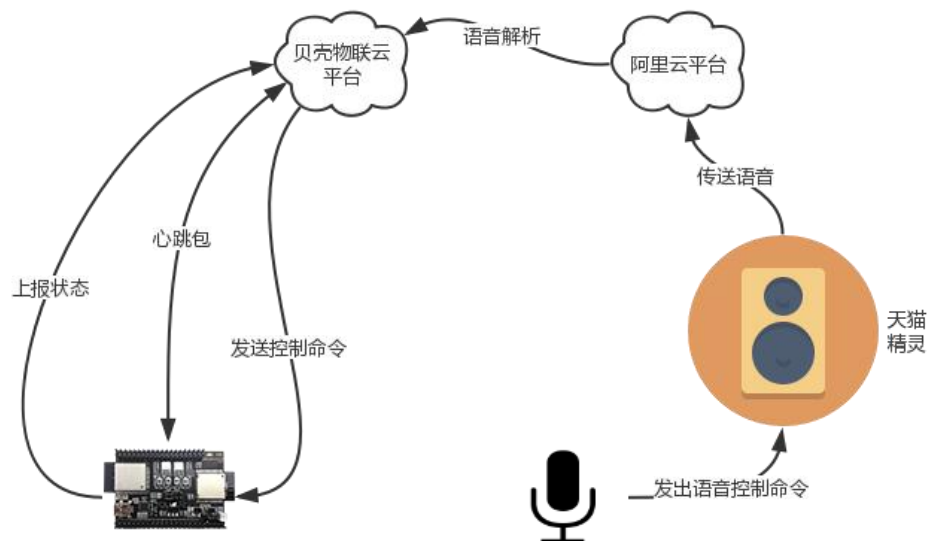 贝壳物联云
平台
语音解析
阿里云平台
传送语音
心跳包
上报状态
发送控制命令
天猫
精灵
发出语音控制命令